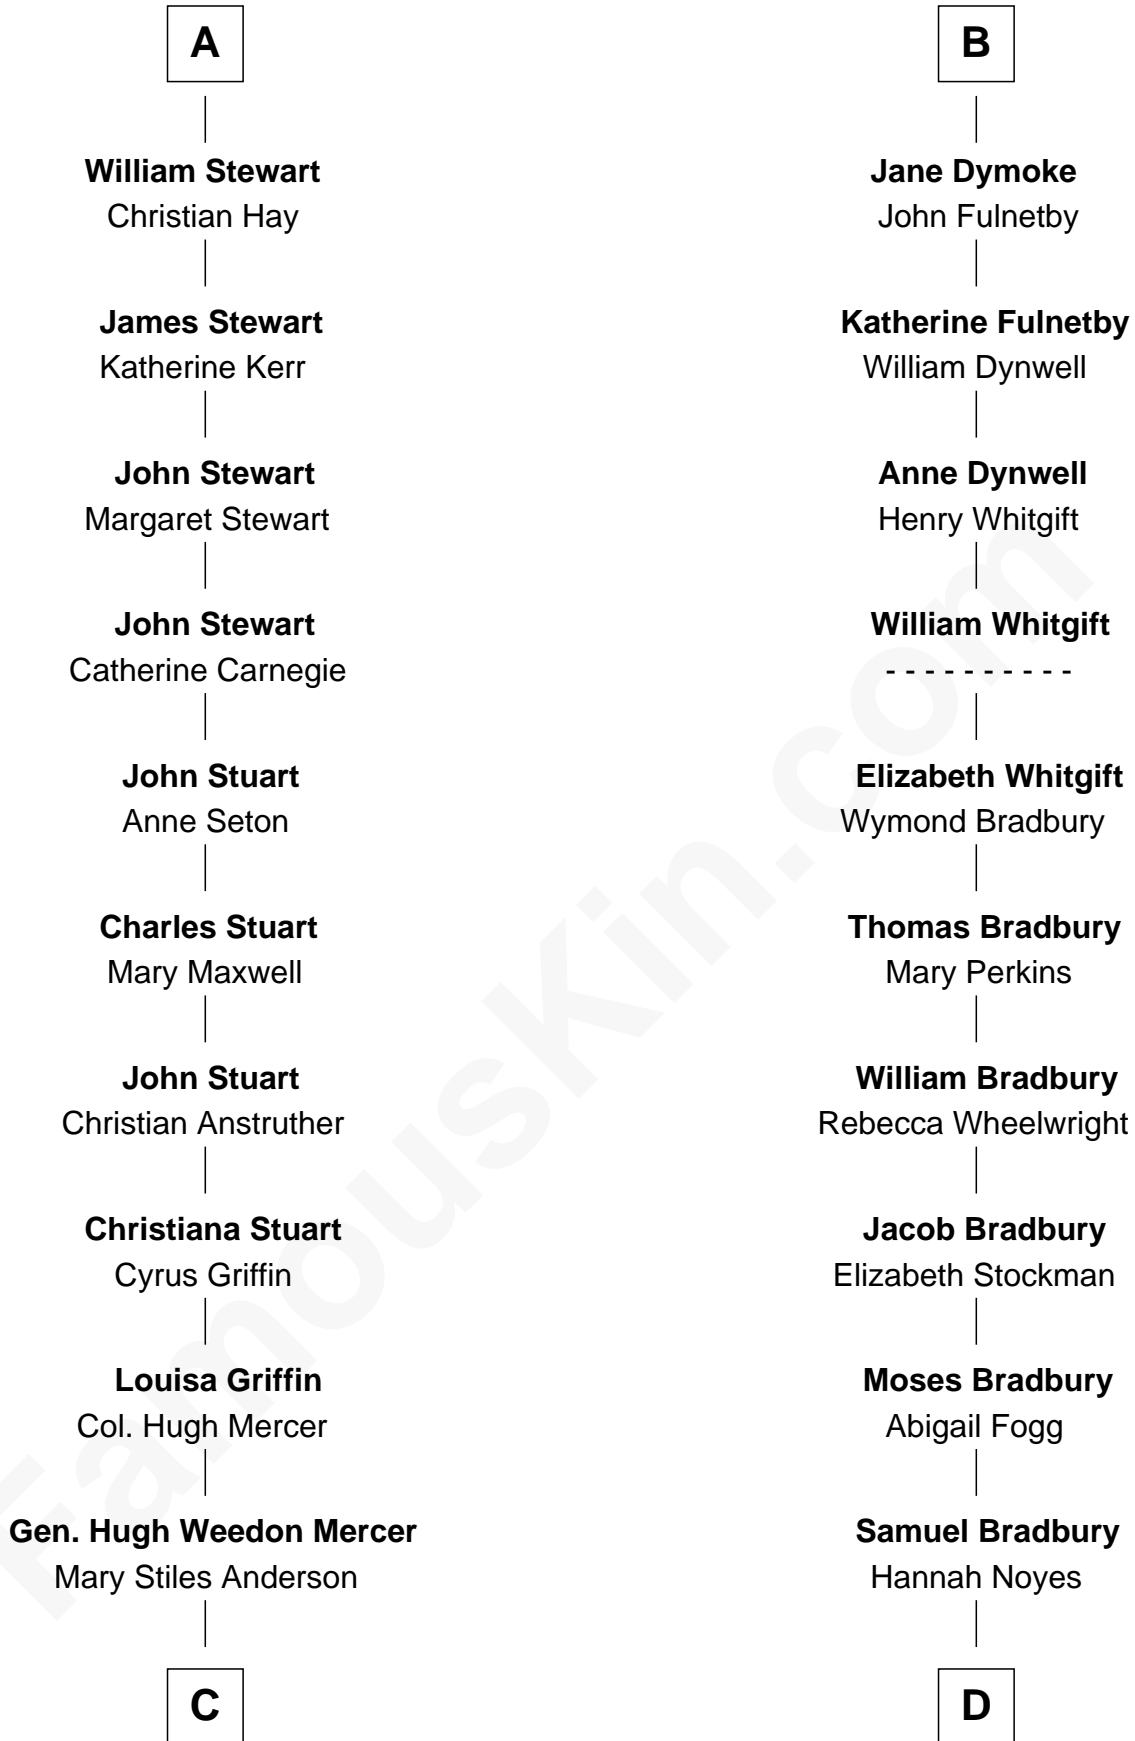 A
William Stewart
Christian Hay
James Stewart
Katherine Kerr
John Stewart
Margaret Stewart
John Stewart
Catherine Carnegie
John Stuart
Anne Seton
Charles Stuart
Mary Maxwell
John Stuart
Christian Anstruther
Christiana Stuart
Cyrus Griffin
Louisa Griffin
Col. Hugh Mercer
Gen. Hugh Weedon Mercer
Mary Stiles Anderson
C
B
Jane Dymoke
John Fulnetby
Katherine Fulnetby
William Dynwell
Anne Dynwell
Henry Whitgift
William Whitgift
- - - - - - - - - -
Elizabeth Whitgift
Wymond Bradbury
Thomas Bradbury
Mary Perkins
William Bradbury
Rebecca Wheelwright
Jacob Bradbury
Elizabeth Stockman
Moses Bradbury
Abigail Fogg
Samuel Bradbury
Hannah Noyes
D
FamousKin.com